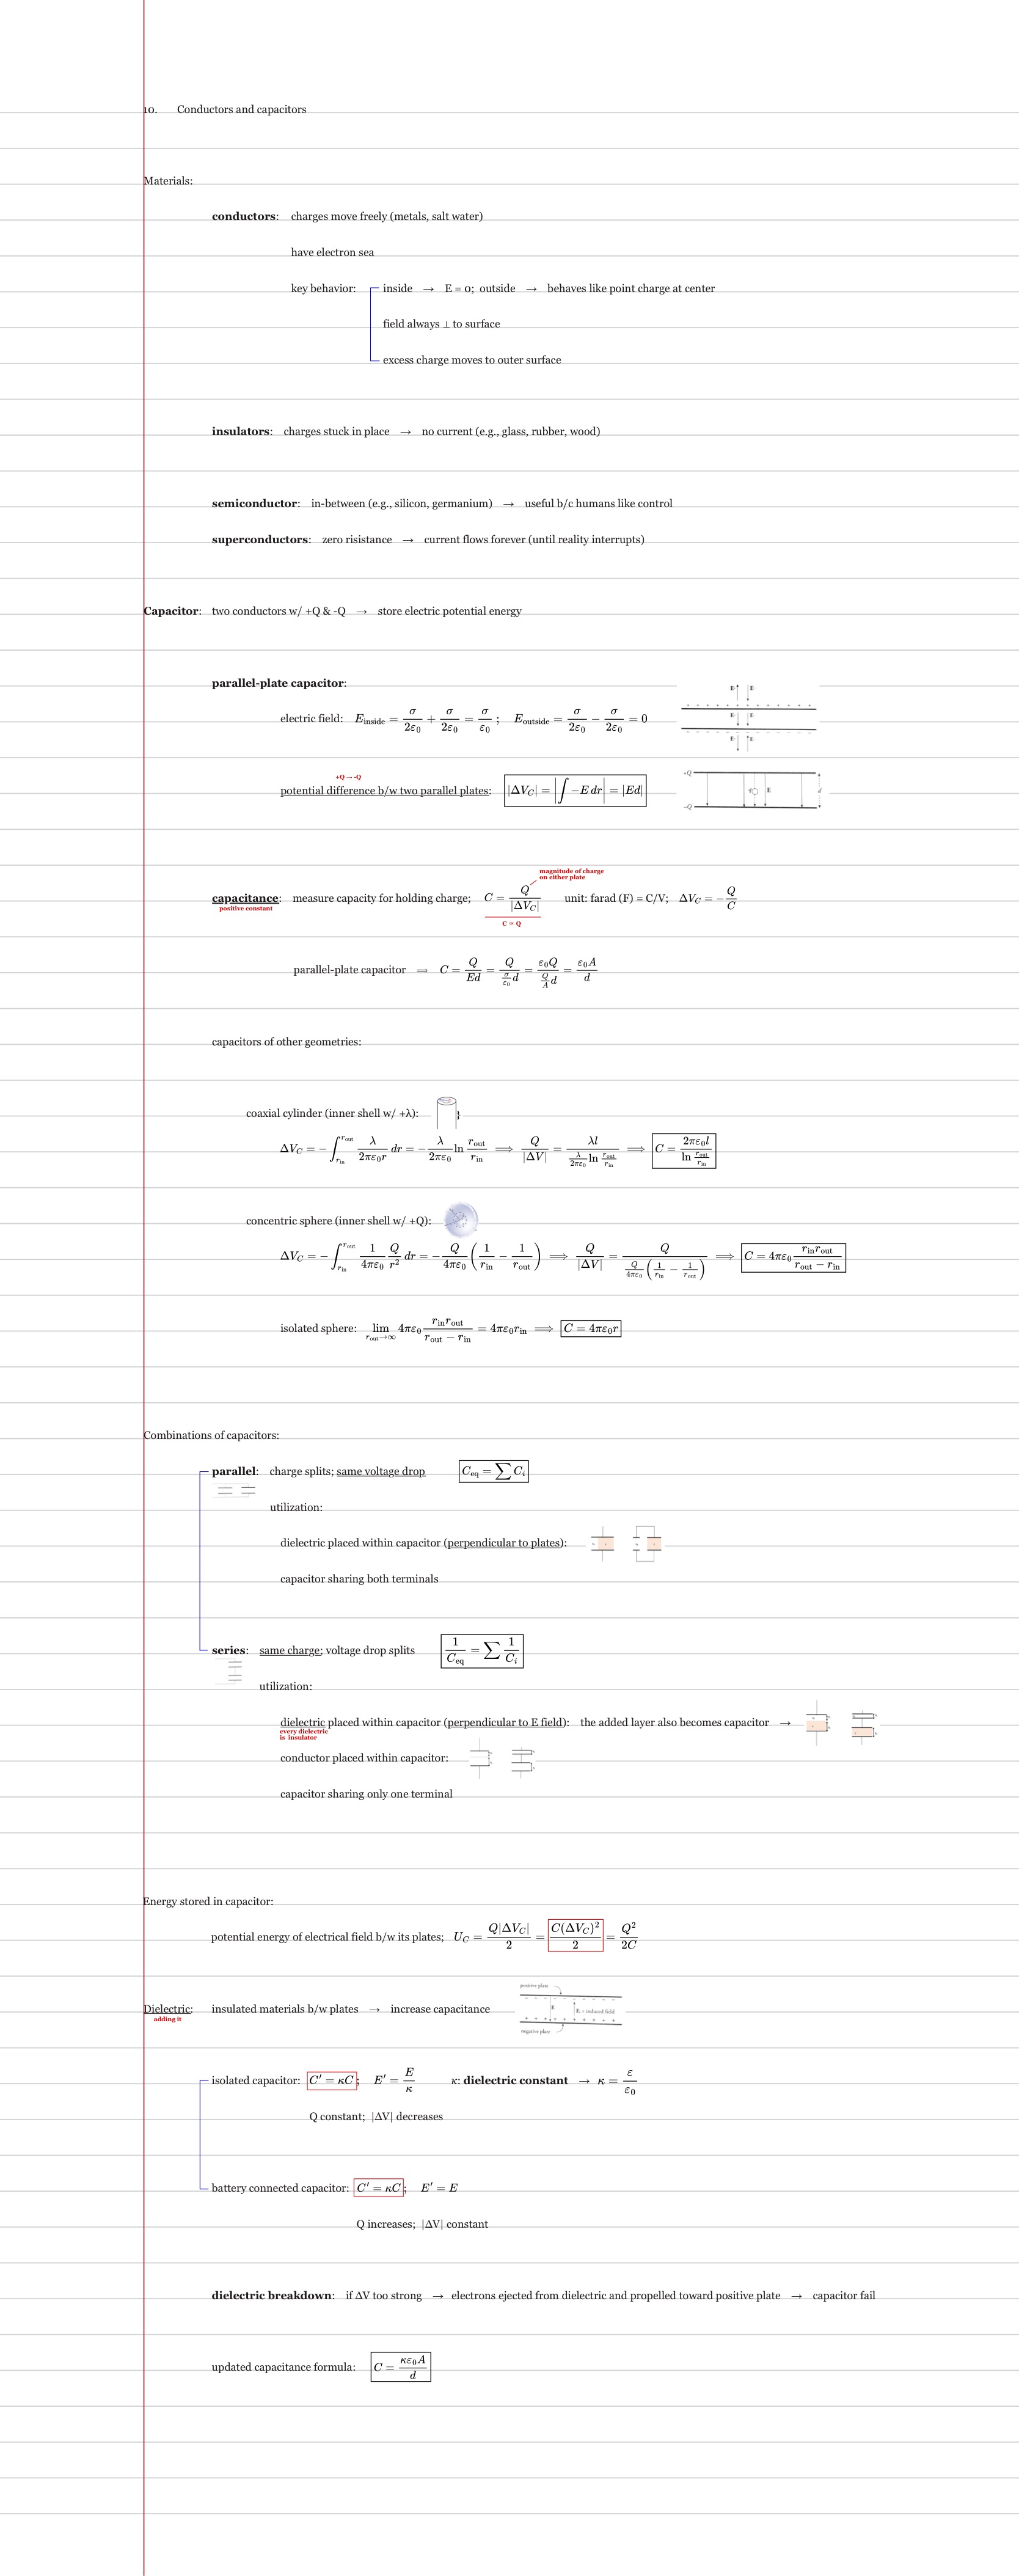 10. Conductors and capacitors
Materials:
conductors: charges move freely (metals, salt water)
have electron sea
key behavior: inside → E = 0; outside → behaves like point charge at center
field always ⊥ to surface
excess charge moves to outer surface
insulators: charges stuck in place → no current (e.g., glass, rubber, wood)
semiconductor: in-between (e.g., silicon, germanium) → useful b/c humans like control
superconductors: zero risistance → current flows forever (until reality interrupts)
Capacitor: two conductors w/ +Q & -Q → store electric potential energy
parallel-plate capacitor:
electric field: E_inside = σ/2ε₀ + σ/2ε₀ = σ/ε₀ ; E_outside = σ/2ε₀ − σ/2ε₀ = 0
+Q → -Q
potential difference b/w two parallel plates: |ΔV_C| = |∫ −E dr| = |Ed|
+Q
E
−Q
magnitude of charge
on either plate
capacitance: measure capacity for holding charge; C = Q/|ΔV_C| unit: farad (F) = C/V; ΔV_C = −Q/C
positive constant
C ∝ Q
parallel-plate capacitor ⟹ C = Q/(Ed) = Q/((σ/ε₀)d) = ε₀Q/((Q/A)d) = ε₀A/d
capacitors of other geometries:
coaxial cylinder (inner shell w/ +λ):
ΔV_C = −∫_{r_in}^{r_out} λ/(2πε₀r) dr = −λ/(2πε₀) ln r_out/r_in ⟹ Q/|ΔV| = λl/((λ/2πε₀) ln r_out/r_in) ⟹ C = 2πε₀l/(ln r_out/r_in)
concentric sphere (inner shell w/ +Q):
ΔV_C = −∫_{r_in}^{r_out} 1/(4πε₀) Q/r² dr = −Q/(4πε₀) (1/r_in − 1/r_out) ⟹ Q/|ΔV| = Q/((Q/4πε₀)(1/r_in − 1/r_out)) ⟹ C = 4πε₀ r_in r_out/(r_out − r_in)
isolated sphere: lim_{r_out→∞} 4πε₀ r_in r_out/(r_out − r_in) = 4πε₀r_in ⟹ C = 4πε₀r
Combinations of capacitors:
parallel: charge splits; same voltage drop C_eq = ∑ C_i
utilization:
dielectric placed within capacitor (perpendicular to plates):
capacitor sharing both terminals
series: same charge; voltage drop splits 1/C_eq = ∑ 1/C_i
utilization:
dielectric placed within capacitor (perpendicular to E field): the added layer also becomes capacitor →
every dielectric
is insulator
conductor placed within capacitor:
capacitor sharing only one terminal
Energy stored in capacitor:
potential energy of electrical field b/w its plates; U_C = Q|ΔV_C|/2 = C(ΔV_C)²/2 = Q²/2C
positive plate
Dielectric: insulated materials b/w plates → increase capacitance
adding it
E
Eᵢ = induced field
negative plate
isolated capacitor: C′ = κC; E′ = E/κ κ: dielectric constant → κ = ε/ε₀
Q constant; |ΔV| decreases
battery connected capacitor: C′ = κC; E′ = E
Q increases; |ΔV| constant
dielectric breakdown: if ΔV too strong → electrons ejected from dielectric and propelled toward positive plate → capacitor fail
updated capacitance formula: C = κε₀A/d